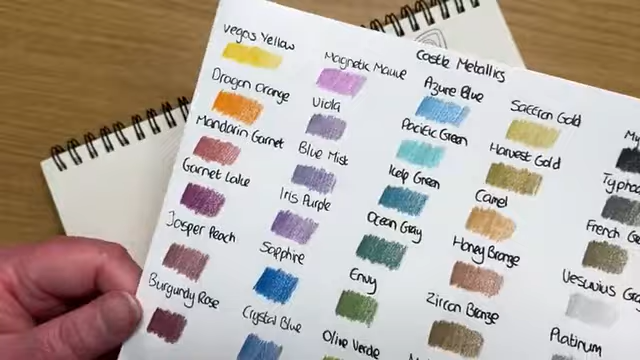 Castle Metallics
Vegas Yellow
Dragon Orange
Mandarin Garnet
Garnet Lake
Jasper Peach
Burgundy Rose
Magnetic Mauve
Viola
Blue Mist
Iris Purple
Sapphire
Crystal Blue
Azure Blue
Pacific Green
Kelp Green
Ocean Gray
Envy
Olive Verde
Saffron Gold
Harvest Gold
Camel
Honey Bronze
Zircon Bronze
French
Vesuvius
Platinum